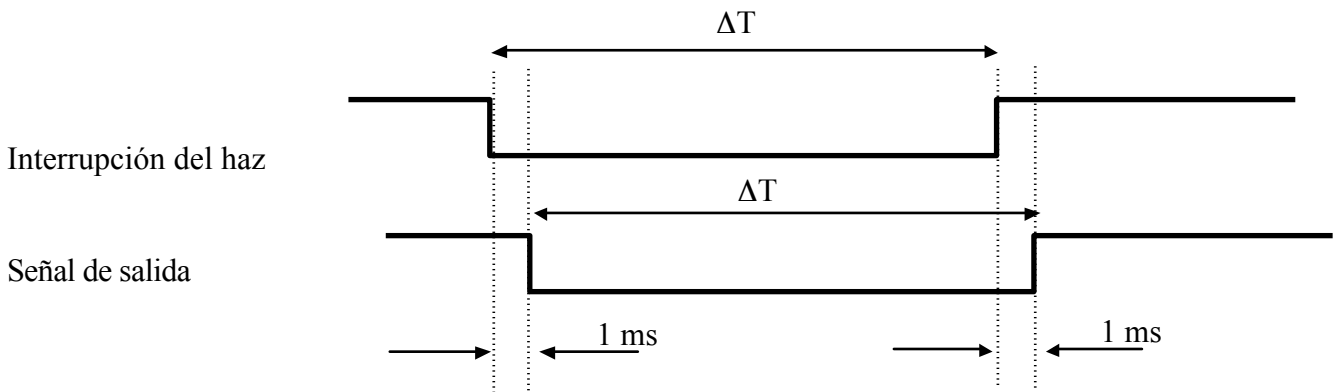 ΔT
Interrupción del haz
ΔT
Señal de salida
1 ms
1 ms